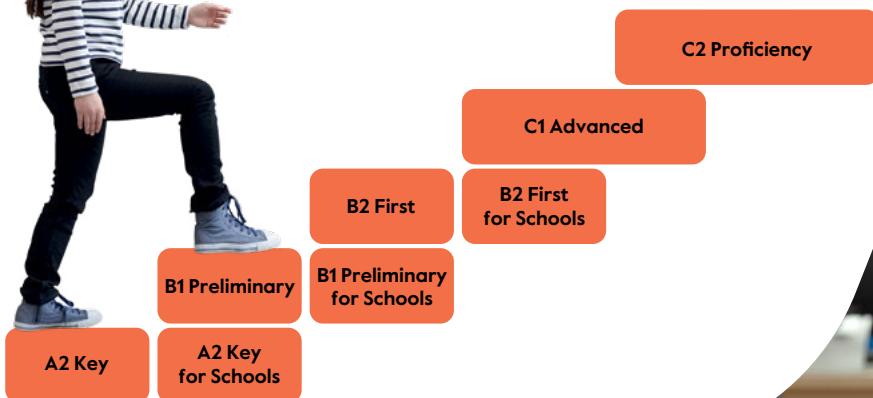 C2 Proficiency
C1 Advanced
B2 First
B2 First
for Schools
B1 Preliminary
B1 Preliminary
for Schools
A2 Key
A2 Key
for Schools